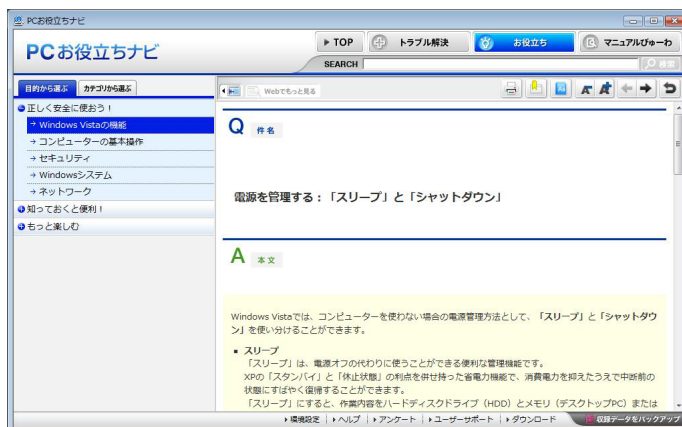 PCお役立ちナビ
PCお役立ちナビ
TOP
トラブル解決
お役立ち
マニュアルびゅーわ
SEARCH
検索
目的から選ぶ
カテゴリから選ぶ
Webでもっと見る
正しく安全に使おう！
→ Windows Vistaの機能
→ コンピューターの基本操作
→ セキュリティ
→ Windowsシステム
→ ネットワーク
知っておくと便利！
もっと楽しむ
Q 件名
電源を管理する：「スリープ」と「シャットダウン」
A 本文
Windows Vistaでは、コンピューターを使わない場合の電源管理方法として、「スリープ」と「シャットダウ
ン」を使い分けることができます。
■ スリープ
「スリープ」は、電源オフの代わりに使うことができる便利な管理機能です。
XPの「スタンバイ」と「休止状態」の利点を併せ持った省電力機能で、消費電力を抑えたうえで中断前の
状態にすばやく復帰することができます。
「スリープ」にすると、作業内容をハードディスクドライブ（HDD）とメモリ（デスクトップPC）または
環境設定
ヘルプ
アンケート
ユーザーサポート
ダウンロード
収録データをバックアップ